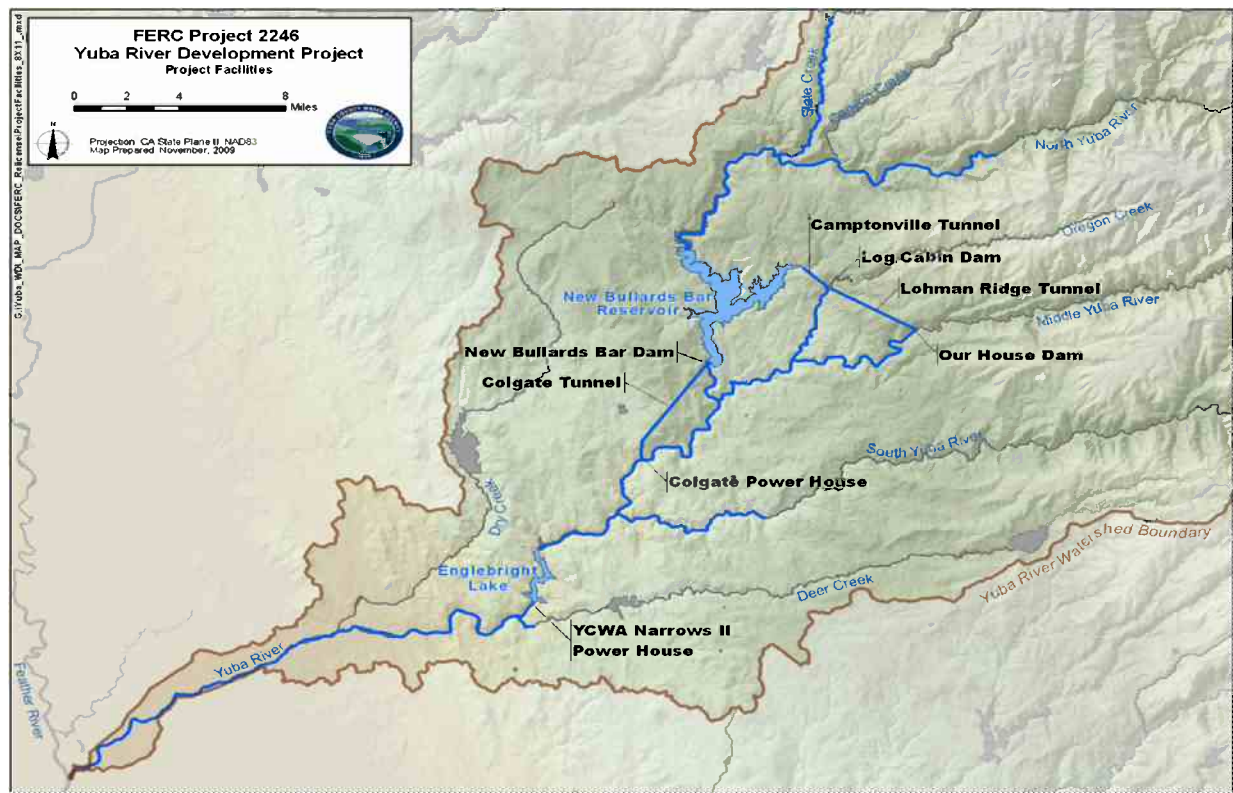 FERC Project 2246
Yuba River Development Project
Project Facilities
0 2 4 8
Miles
N
Projection: CA State Plane II, NAD83
Map Prepared November, 2009
Slate Creek
North Yuba River
Camptonville Tunnel
Oregon Creek
Log Cabin Dam
Lohman Ridge Tunnel
New Bullards Bar
Reservoir
Middle Yuba River
New Bullards Bar Dam
Our House Dam
Colgate Tunnel
South Yuba River
Colgate Power House
Dry Creek
Yuba River Watershed Boundary
Englebright
Lake
Deer Creek
YCWA Narrows II
Power House
Yuba River
Feather River